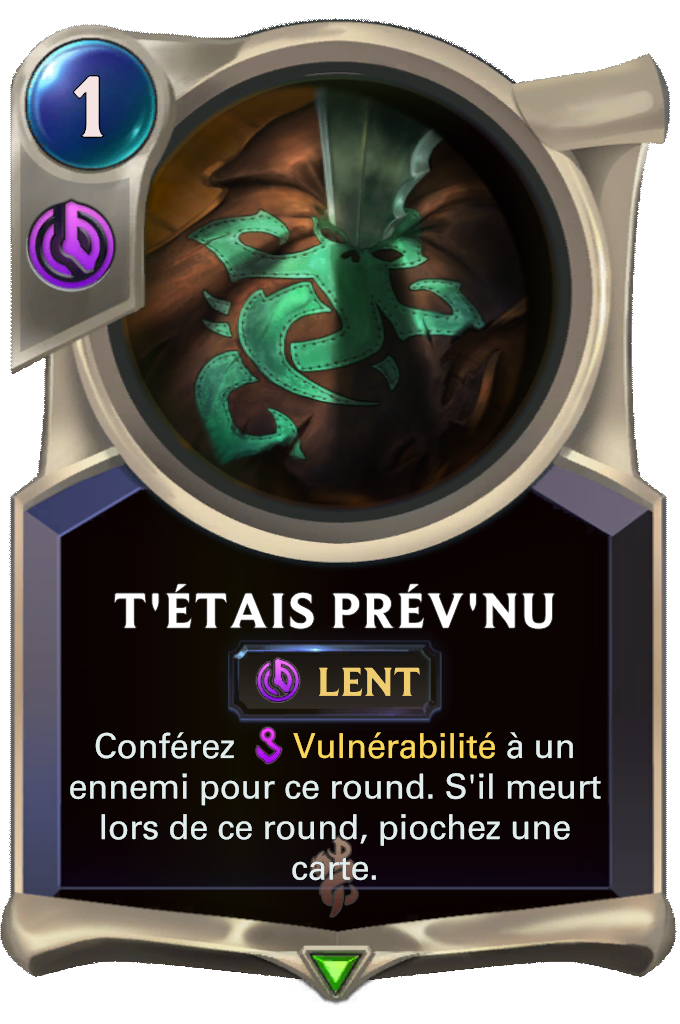 1
T'ÉTAIS PRÉV'NU
LENT
Conférez Vulnérabilité à un
ennemi pour ce round. S'il meurt
lors de ce round, piochez une
carte.